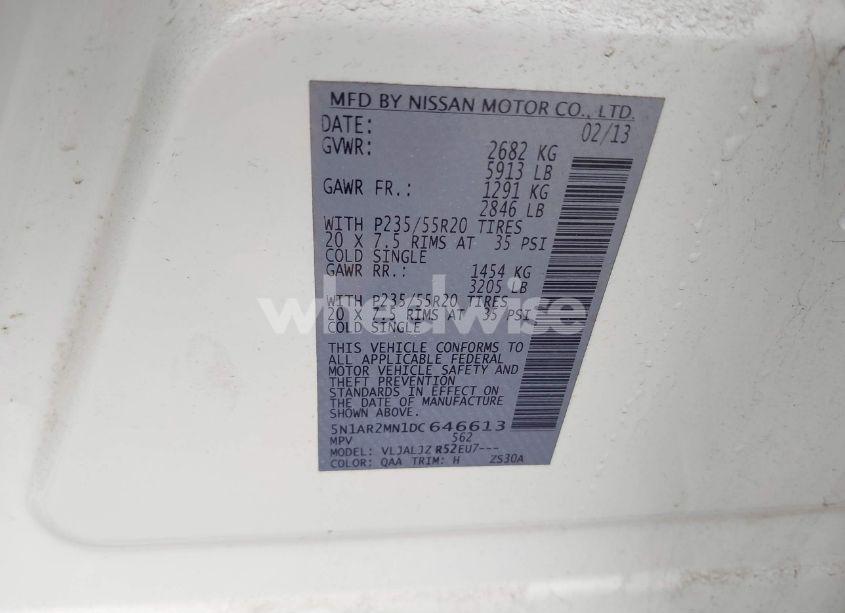 MFD BY NISSAN MOTOR CO., LTD.
DATE: 02/13
GVWR: 2682 KG
5913 LB
GAWR FR.: 1291 KG
2846 LB
WITH P235/55R20 TIRES
20 X 7.5 RIMS AT 35 PSI
COLD SINGLE
GAWR RR.: 1454 KG
3205 LB
WITH P235/55R20 TIRES
20 X 7.5 RIMS AT 35 PSI
COLD SINGLE
wheelwise
THIS VEHICLE CONFORMS TO
ALL APPLICABLE FEDERAL
MOTOR VEHICLE SAFETY AND
THEFT PREVENTION
STANDARDS IN EFFECT ON
THE DATE OF MANUFACTURE
SHOWN ABOVE.
5N1AR2MN1DC646613
MPV 562
MODEL: VLJALJZ R52EU7---
COLOR: QAA TRIM: H ZS30A